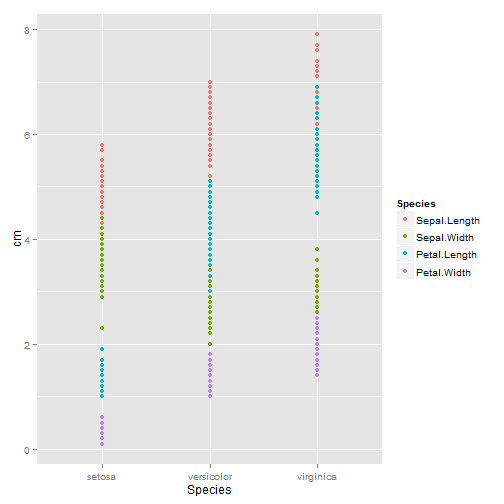 8
6
4
2
0
cm
setosa
versicolor
virginica
Species
Species
Sepal.Length
Sepal.Width
Petal.Length
Petal.Width